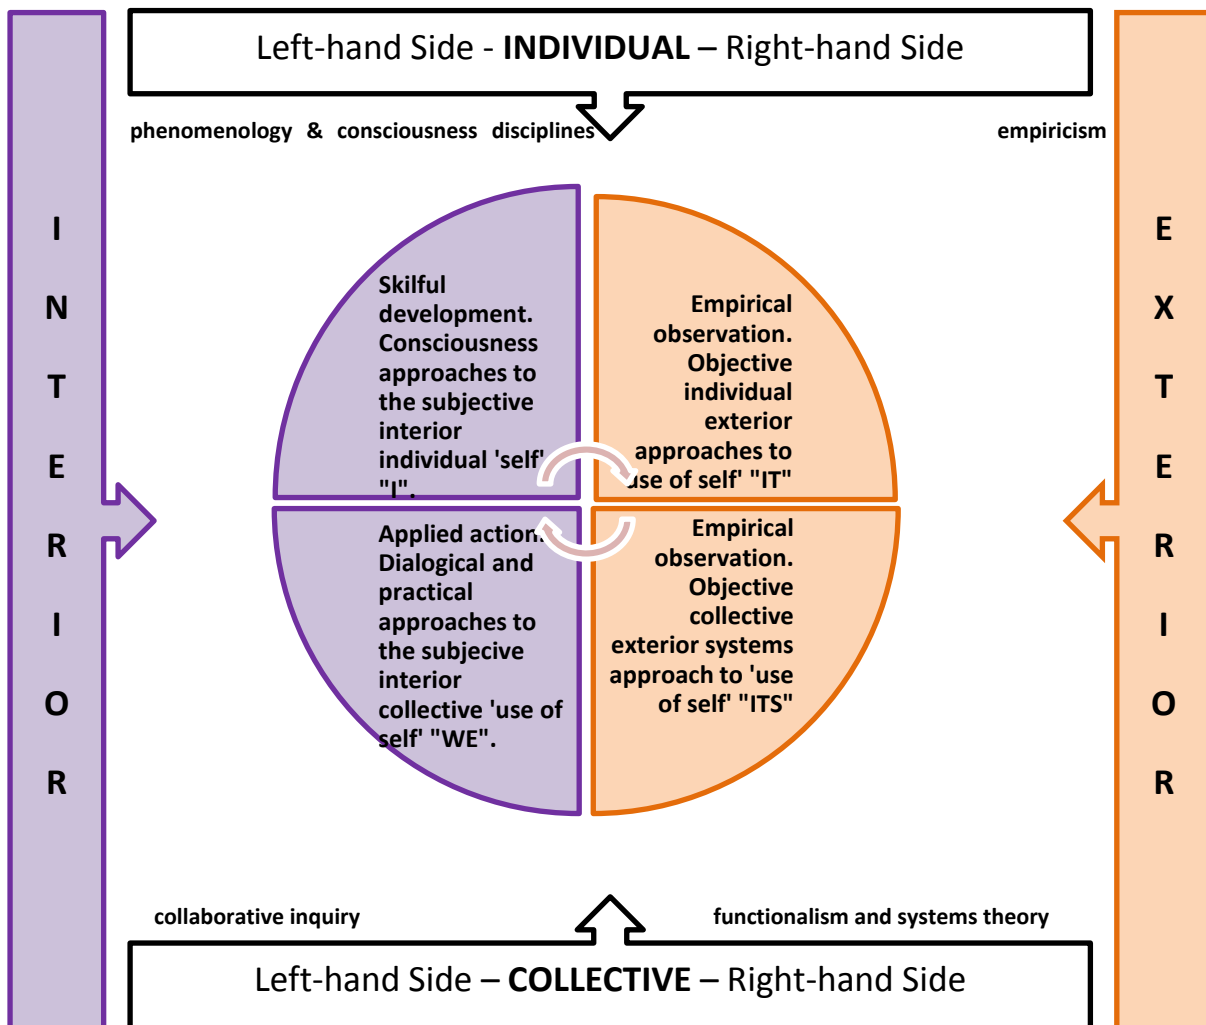 Left-hand Side - INDIVIDUAL – Right-hand Side
phenomenology & consciousness disciplines
empiricism
I
N
T
E
R
I
O
R
E
X
T
E
R
I
O
R
Skilful
development.
Consciousness
approaches to
the subjective
interior
individual 'self'
"I".
Empirical
observation.
Objective
individual
exterior
approaches to
use of self' "IT"
Applied action.
Dialogical and
practical
approaches to
the subjecive
interior
collective 'use of
self' "WE".
Empirical
observation.
Objective
collective
exterior systems
approach to 'use
of self' "ITS"
collaborative inquiry
functionalism and systems theory
Left-hand Side – COLLECTIVE – Right-hand Side